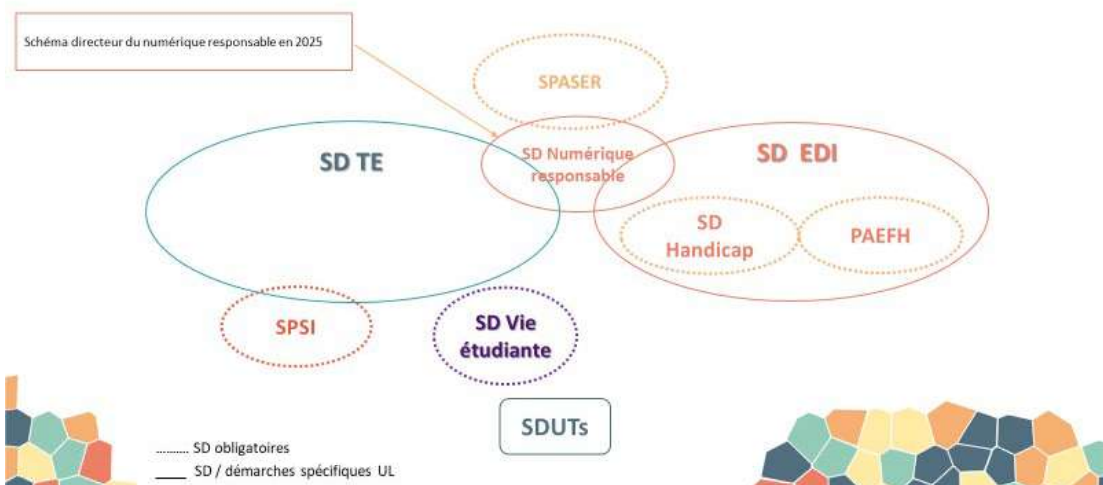 Schéma directeur du numérique responsable en 2025
SPASER
SD TE
SD Numérique
responsable
SD EDI
SD
Handicap
PAEFH
SPSI
SD Vie
étudiante
SDUTs
.......... SD obligatoires
____ SD / démarches spécifiques UL